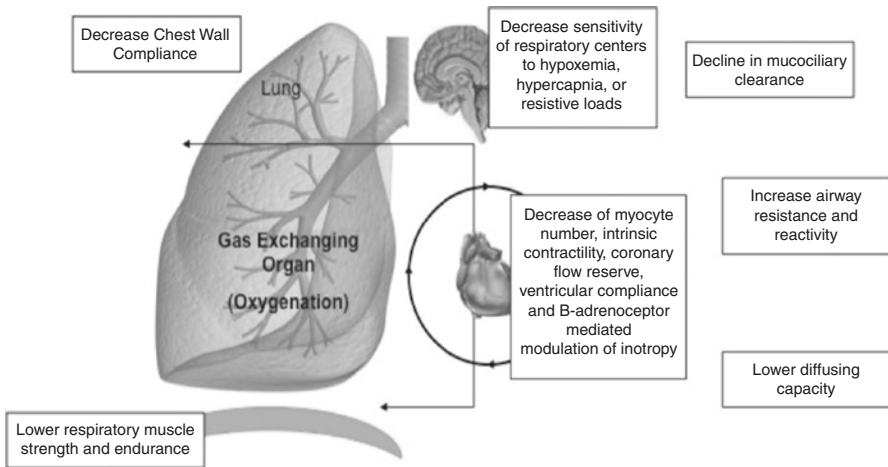 Decrease Chest Wall
Compliance
Decrease sensitivity
of respiratory centers
to hypoxemia,
hypercapnia, or
resistive loads
Decline in mucociliary
clearance
Lung
Gas Exchanging
Organ
(Oxygenation)
Decrease of myocyte
number, intrinsic
contractility, coronary
flow reserve,
ventricular compliance
and B-adrenoceptor
mediated
modulation of inotropy
Increase airway
resistance and
reactivity
Lower diffusing
capacity
Lower respiratory muscle
strength and endurance